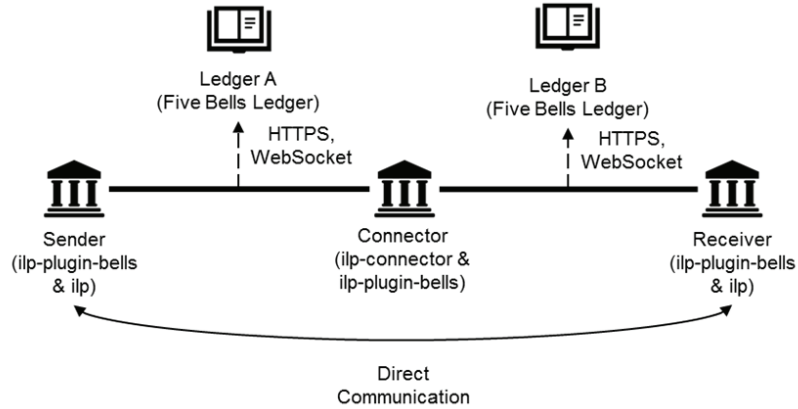 Ledger A
(Five Bells Ledger)
Ledger B
(Five Bells Ledger)
HTTPS,
WebSocket
HTTPS,
WebSocket
Sender
(ilp-plugin-bells
& ilp)
Connector
(ilp-connector &
ilp-plugin-bells)
Receiver
(ilp-plugin-bells
& ilp)
Direct
Communication